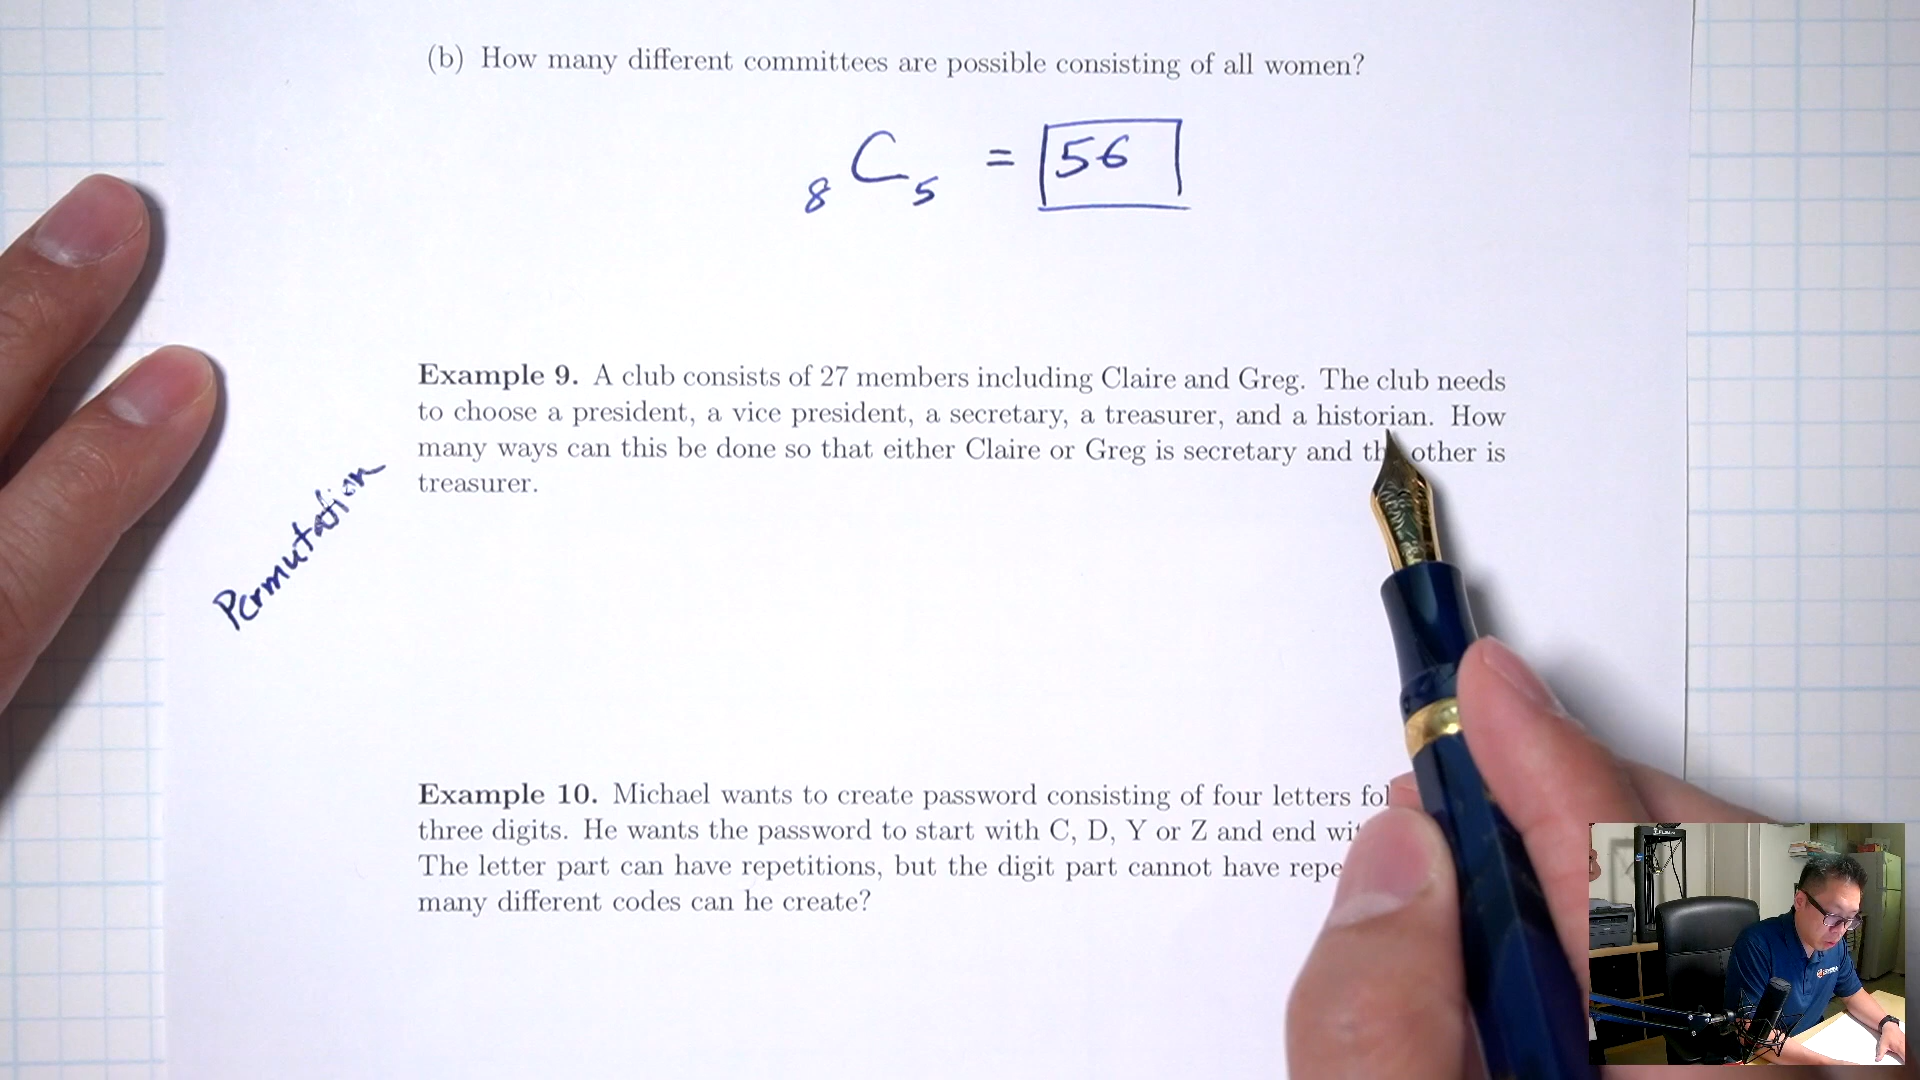 (b) How many different committees are possible consisting of all women?
8C5 = 56
Example 9. A club consists of 27 members including Claire and Greg. The club needs
to choose a president, a vice president, a secretary, a treasurer, and a historian. How
many ways can this be done so that either Claire or Greg is secretary and other is
treasurer.
Permutation
Example 10. Michael wants to create password consisting of four letters
three digits. He wants the password to start with C, D, Y or Z and end
The letter part can have repetitions, but the digit part cannot have
many different codes can he create?